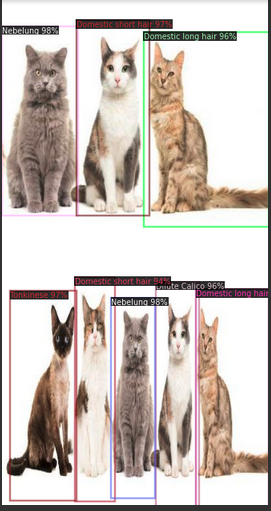 Nebelung 98%
Domestic short hair 97%
Domestic long hair 96%
Domestic short hair 94%
Dilute Calico 96%
Tonkinese 97%
Nebelung 98%
Domestic long hair